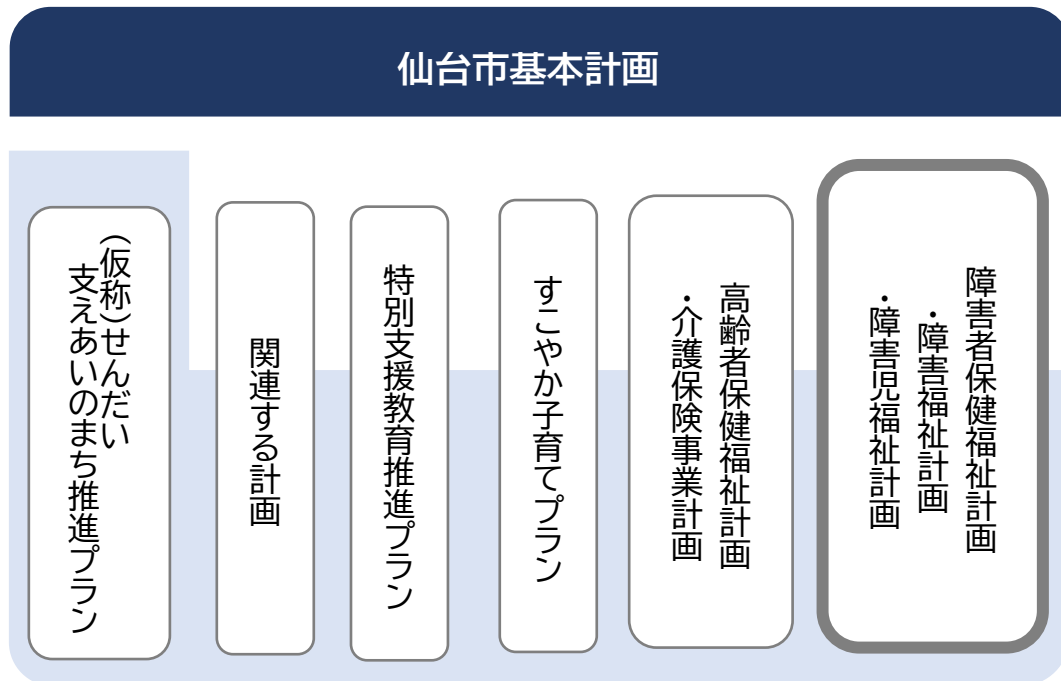 仙台市基本計画
障害者保健福祉計画
・障害福祉計画
・障害児福祉計画
高齢者保健福祉計画
・介護保険事業計画
すこやか子育てプラン
特別支援教育推進プラン
関連する計画
（仮称）せんだい
支えあいのまち推進プラン